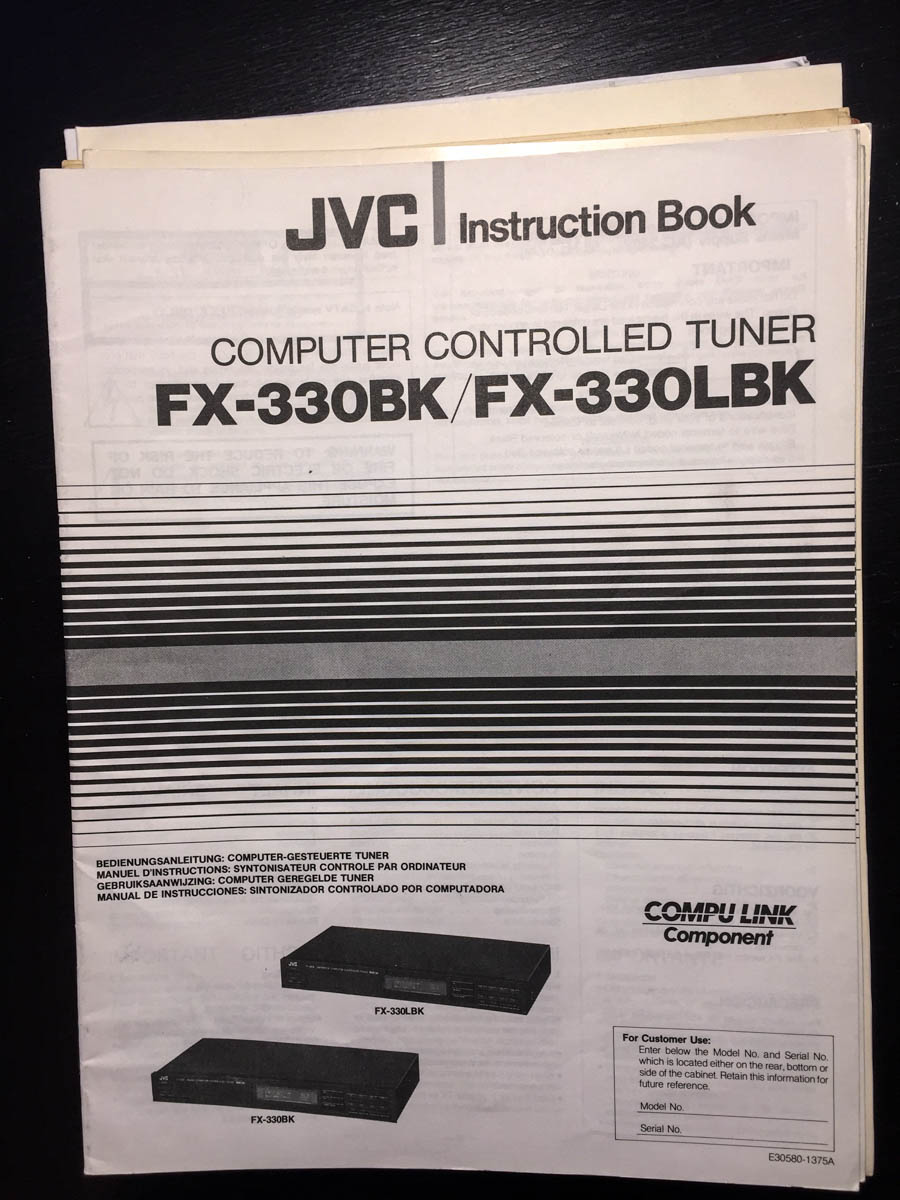 JVC Instruction Book
COMPUTER CONTROLLED TUNER
FX-330BK/FX-330LBK
BEDIENUNGSANLEITUNG: COMPUTER-GESTEUERTE TUNER
MANUEL D'INSTRUCTIONS: SYNTONISATEUR CONTROLE PAR ORDINATEUR
GEBRUIKSAANWIJZING: COMPUTER GEREGELDE TUNER
MANUAL DE INSTRUCCIONES: SINTONIZADOR CONTROLADO POR COMPUTADORA
COMPU LINK
Component
JVC
FX-330LBK
JVC
FX-330BK
For Customer Use:
Enter below the Model No. and Serial No.
which is located either on the rear, bottom or
side of the cabinet. Retain this information for
future reference.
Model No.
Serial No.
E30580-1375A